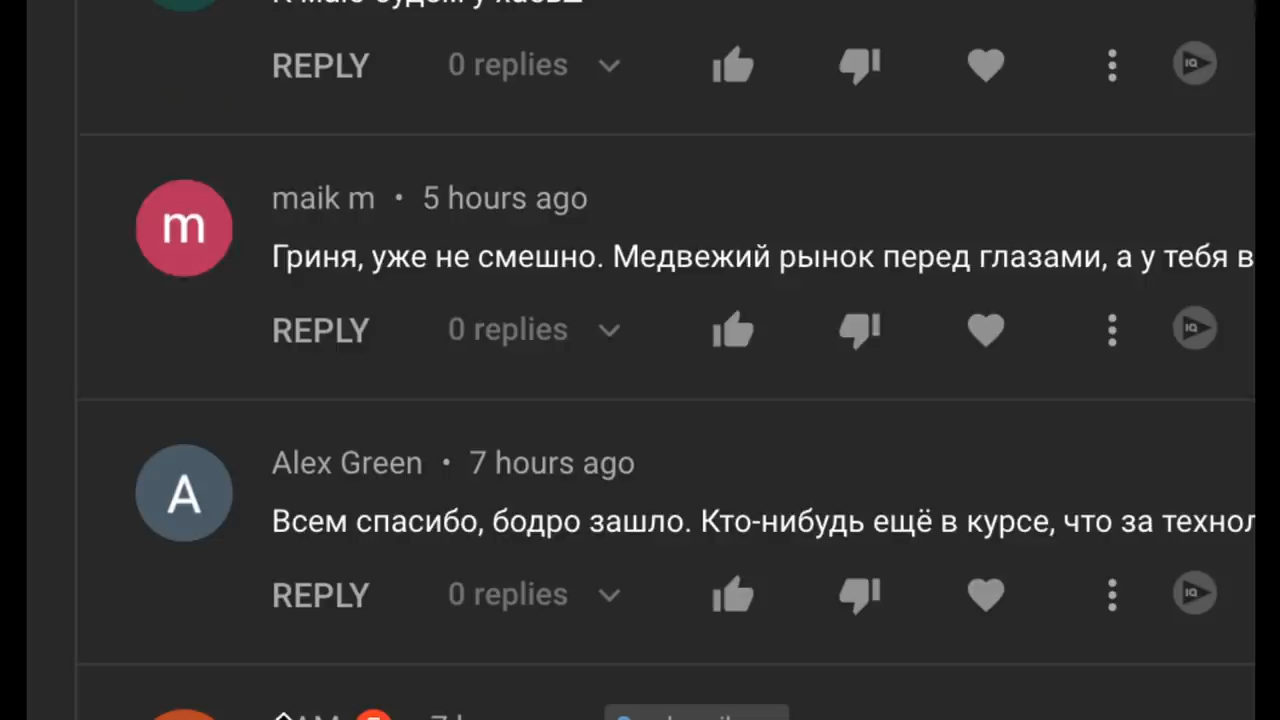 REPLY 0 replies
maik m • 5 hours ago
Гриня, уже не смешно. Медвежий рынок перед глазами, а у тебя в
REPLY 0 replies
Alex Green • 7 hours ago
Всем спасибо, бодро зашло. Кто-нибудь ещё в курсе, что за технол
REPLY 0 replies